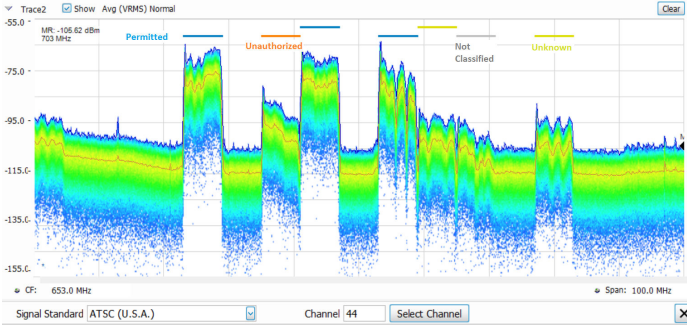 Trace2 Show Avg (VRMS) Normal Clear
-55.0
MR: -105.62 dBm
703 MHz
Permitted
Unauthorized
Not
Classified
Unknown
-75.0
-95.0
M
-115.0
-135.0
-155.0
CF: 653.0 MHz Span: 100.0 MHz
Signal Standard ATSC (U.S.A.) Channel 44 Select Channel X